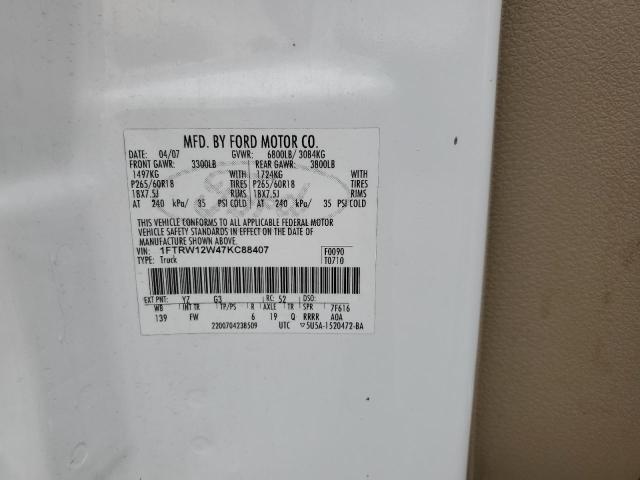 MFD. BY FORD MOTOR CO.
DATE: 04/07 GVWR: 6800LB/ 3084KG
FRONT GAWR: 3300LB REAR GAWR: 3800LB
1497KG WITH 1724KG WITH
P265/60R18 TIRES P265/60R18 TIRES
18X7.5J RIMS 18X7.5J RIMS
AT 240 kPa/ 35 PSI COLD AT 240 kPa/ 35 PSI COLD
THIS VEHICLE CONFORMS TO ALL APPLICABLE FEDERAL MOTOR
VEHICLE SAFETY STANDARDS IN EFFECT ON THE DATE OF
MANUFACTURE SHOWN ABOVE.
VIN: 1FTRW12W47KC88407 F0090
TYPE: Truck T0710
EXT PNT: YZ G3 RC: 52 DSO:
WB INT TR TP/PS R AXLE TR SPR 7F616
139 FW 6 19 Q RRRR A0A
2200704238509 UTC ▽5U5A-1520472-BA